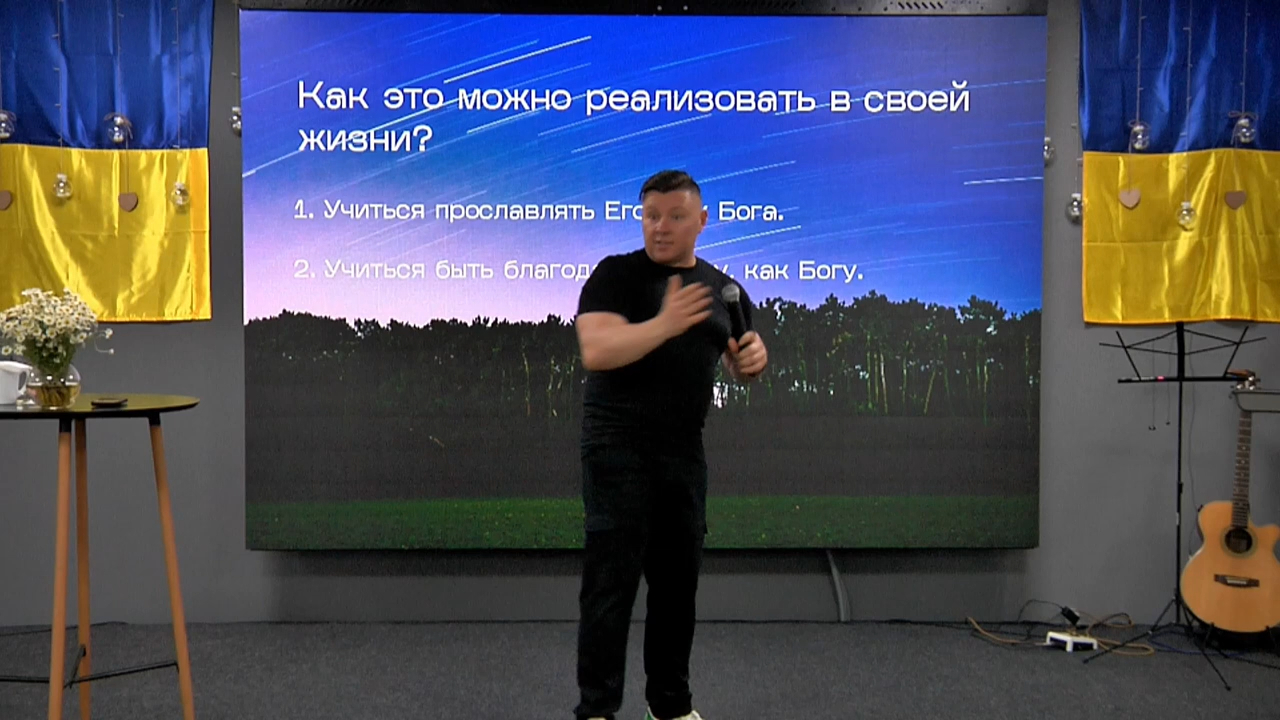 Как это можно реализовать в своей
жизни?
1. Учиться прославлять Бога.
2. Учиться быть как Богу.